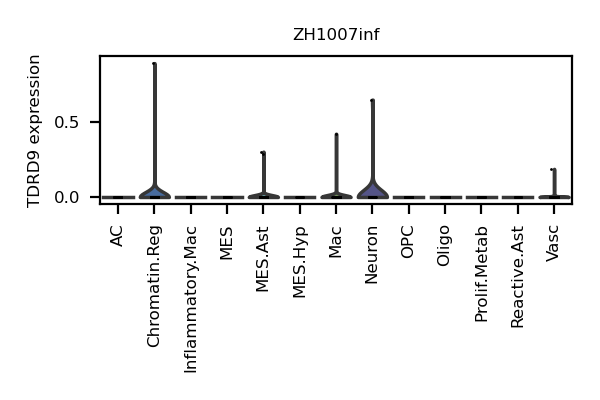 ZH1007inf
TDRD9 expression
0.5
0.0
AC
Chromatin.Reg
Inflammatory.Mac
MES
MES.Ast
MES.Hyp
Mac
Neuron
OPC
Oligo
Prolif.Metab
Reactive.Ast
Vasc